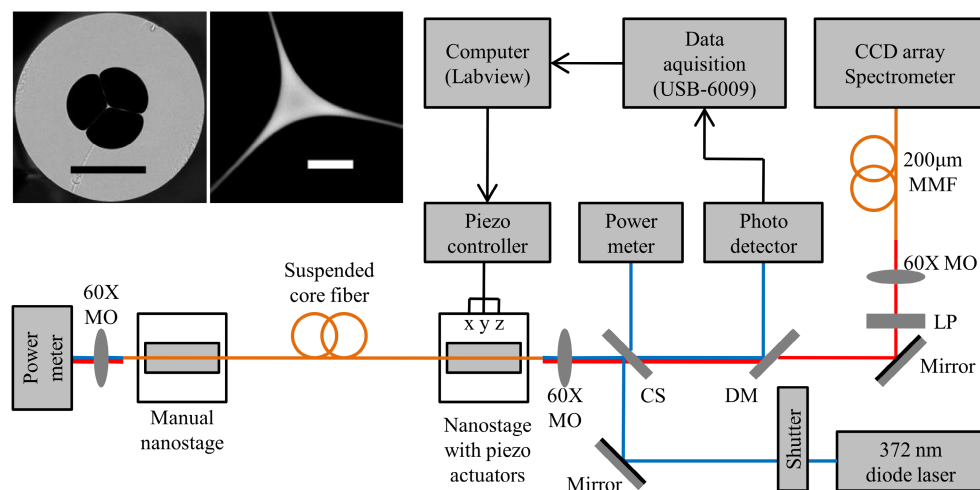 Computer
(Labview)
Data
aquisition
(USB-6009)
CCD array
Spectrometer
200μm
MMF
Piezo
controller
Power
meter
Photo
detector
60X MO
LP
Mirror
Suspended
core fiber
60X
MO
Power
meter
x y z
Manual
nanostage
Nanostage
with piezo
actuators
60X
MO
CS
DM
Mirror
Shutter
372 nm
diode laser